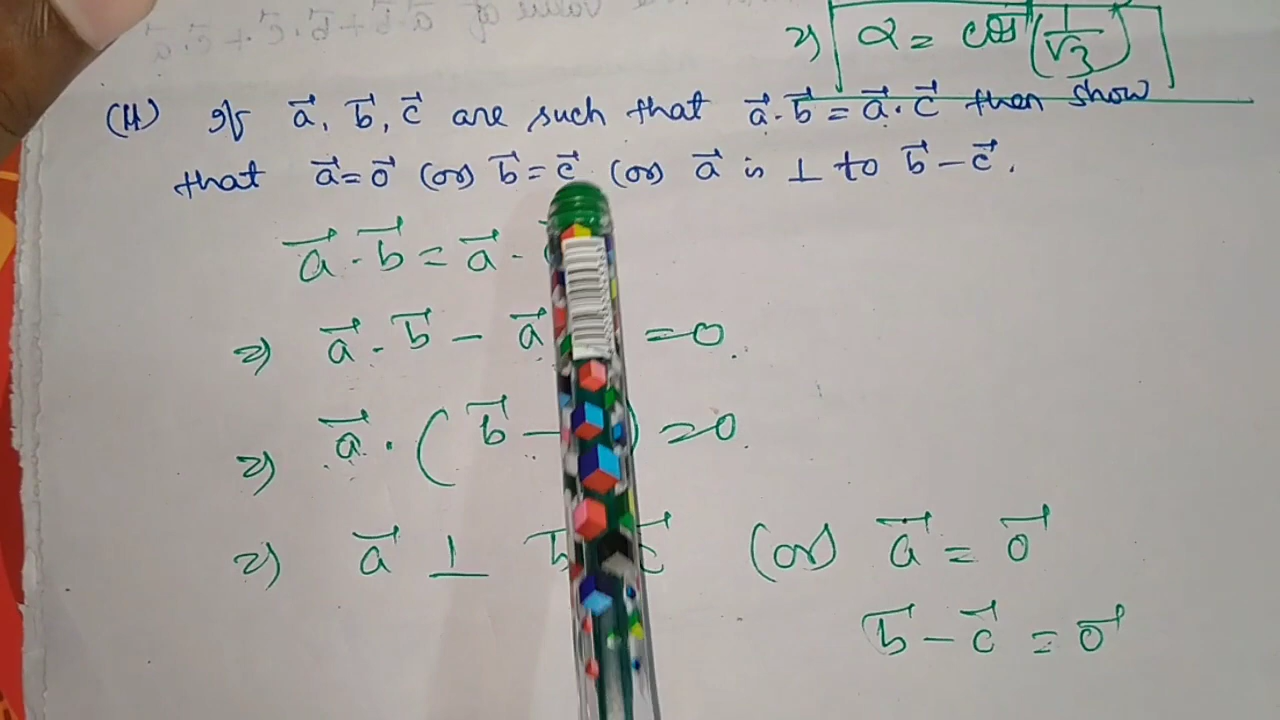 ⇒ α = cos⁻¹(1/√3)
(11) If a⃗, b⃗, c⃗ are such that a⃗·b⃗ = a⃗·c⃗ then show
that a⃗=0⃗ (or) b⃗=c⃗ (or) a⃗ is ⊥ to b⃗-c⃗.
a⃗·b⃗ = a⃗·
⇒ a⃗·b⃗ - a⃗ =0.
⇒ a⃗·(b⃗- ) =0.
⇒ a⃗ ⊥ b⃗ c⃗ (or) a⃗ = 0⃗
b⃗ - c⃗ = 0⃗